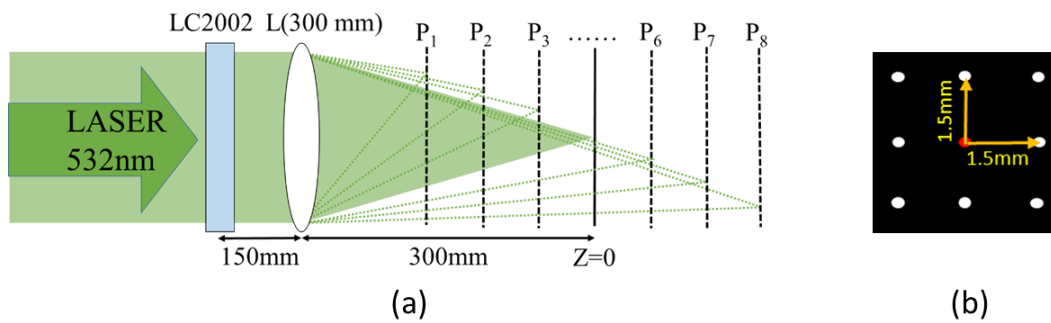 LC2002 L(300 mm) P₁ P₂ P₃ ...... P₆ P₇ P₈
LASER
532nm
150mm 300mm Z=0
(a)
1.5mm
1.5mm
(b)